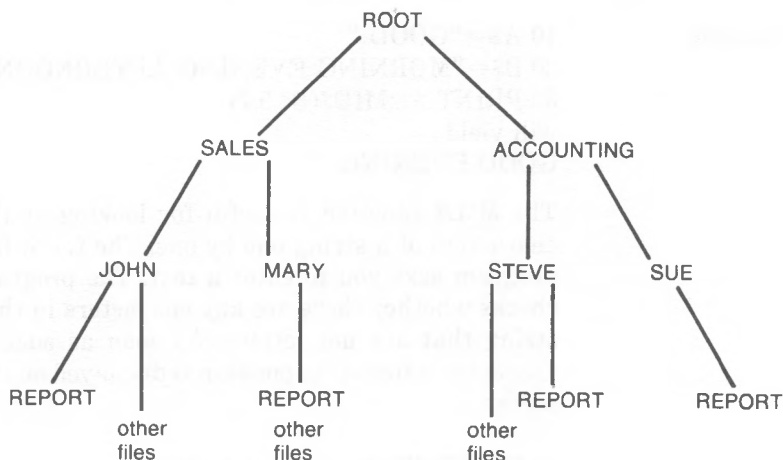 ROOT
SALES ACCOUNTING
JOHN MARY STEVE SUE
REPORT REPORT REPORT REPORT
other other other
files files files